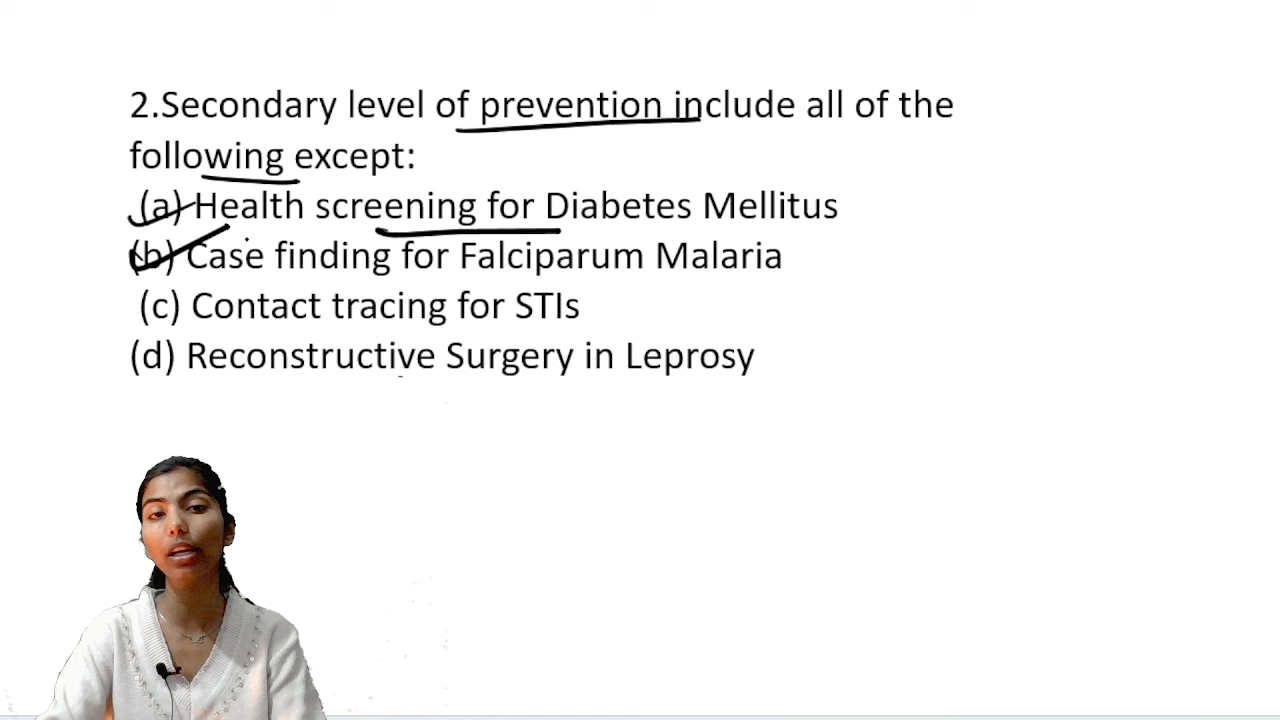 2.Secondary level of prevention include all of the
following except:
(a) Health screening for Diabetes Mellitus
(b) Case finding for Falciparum Malaria
(c) Contact tracing for STIs
(d) Reconstructive Surgery in Leprosy